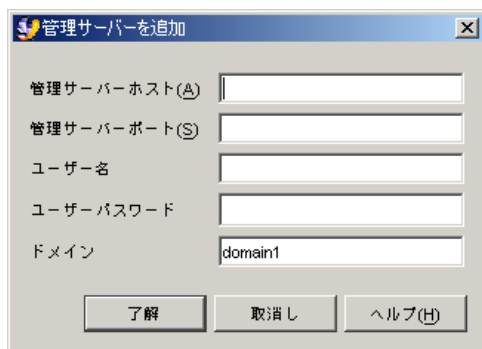 管理サーバーを追加
管理サーバーホスト(A)
管理サーバーポート(S)
ユーザー名
ユーザーパスワード
ドメイン domain1
了解 取消し ヘルプ(H)